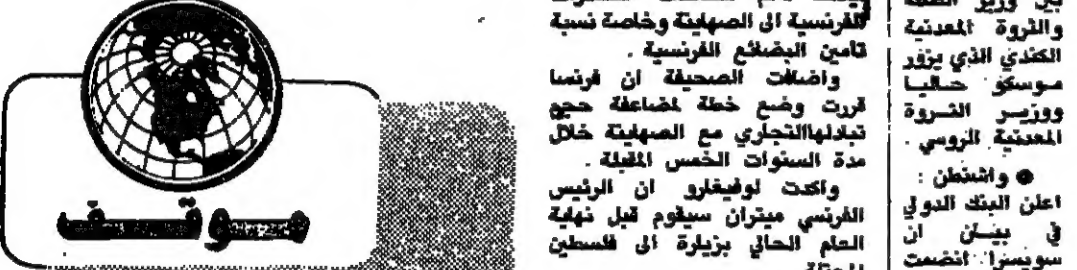 والثروة المعدنية
الكندي الذي يزور
موسكو حاليا
ووزير الثروة
المعدنية الروسي .
● واشنطن :
اعلن البنك الدولي
في بيان ان
سويسرا انضمت
الفرنسية الى الصهاينة وخاصة نسبة
تامين البضائع الفرنسية .
واضافت الصحيفة ان فرنسا
قررت وضع خطة لمضاعفة حجم
تبادلهاالتجاري مع الصهاينة خلال
مدة السنوات الخمس المقبلة .
واكدت لوفيغارو ان الرئيس
الفرنسي ميتران سيقوم قبل نهاية
العام الحالي بزيارة الى فلسطين
موقف